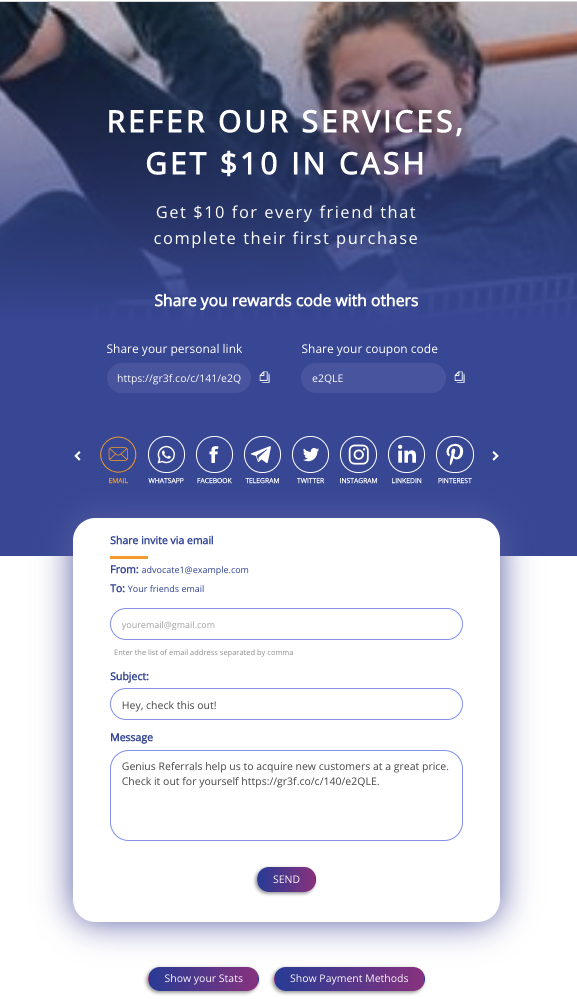 REFER OUR SERVICES,
GET $10 IN CASH
Get $10 for every friend that
complete their first purchase
Share you rewards code with others
Share your personal link
Share your coupon code
https://gr3f.co/c/141/e2Q
e2QLE
EMAIL
WHATSAPP
FACEBOOK
TELEGRAM
TWITTER
INSTAGRAM
LINKEDIN
PINTEREST
Share invite via email
From: advocate1@example.com
To: Your friends email
youremail@gmail.com
Enter the list of email address separated by comma
Subject:
Hey, check this out!
Message
Genius Referrals help us to acquire new customers at a great price.
Check it out for yourself https://gr3f.co/c/140/e2QLE.
SEND
Show your Stats
Show Payment Methods